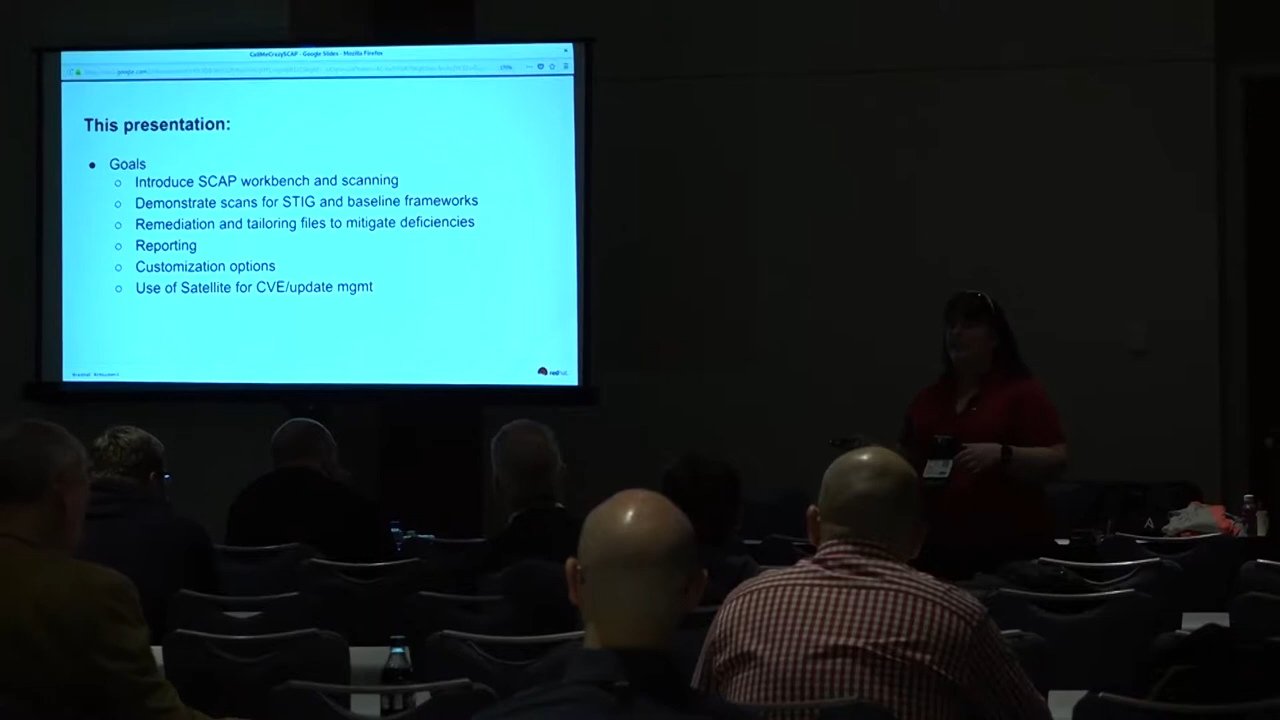 CallMeCrazySCAP - Google Slides - Mozilla Firefox
This presentation:
● Goals
○ Introduce SCAP workbench and scanning
○ Demonstrate scans for STIG and baseline frameworks
○ Remediation and tailoring files to mitigate deficiencies
○ Reporting
○ Customization options
○ Use of Satellite for CVE/update mgmt
redhat.